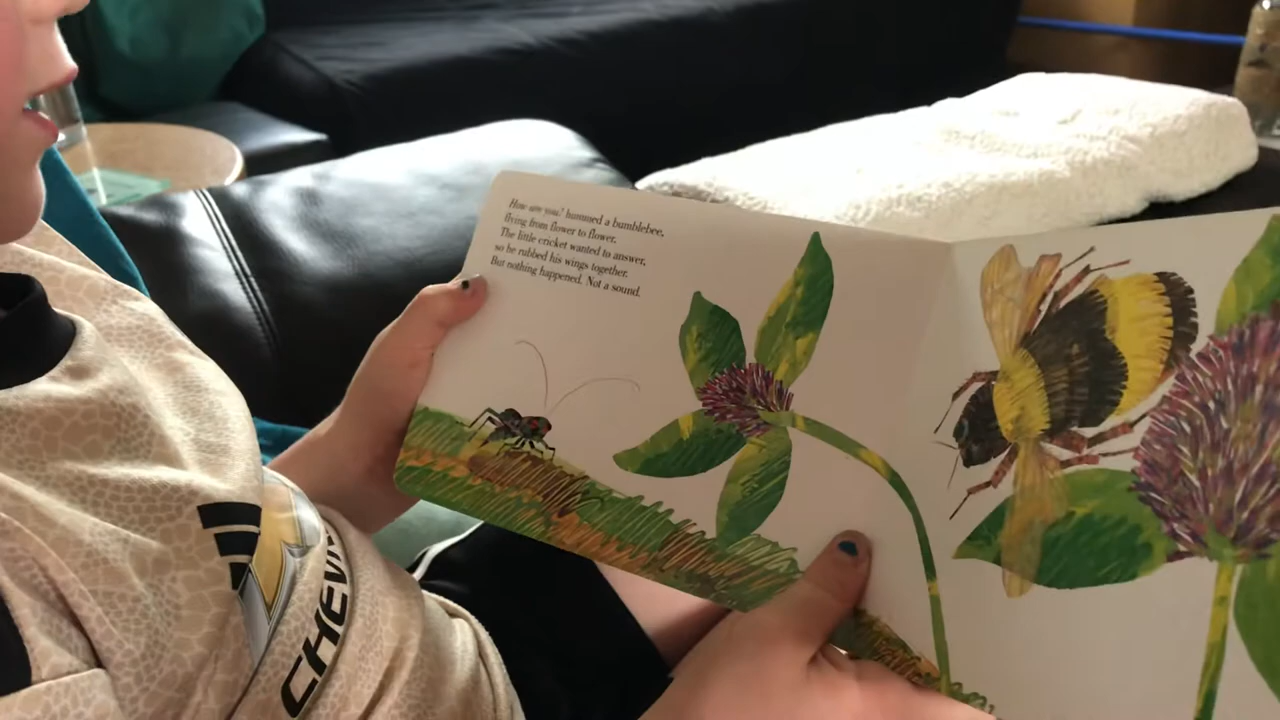 How are you? hummed a bumblebee,
flying from flower to flower.
The little cricket wanted to answer,
so he rubbed his wings together.
But nothing happened. Not a sound.